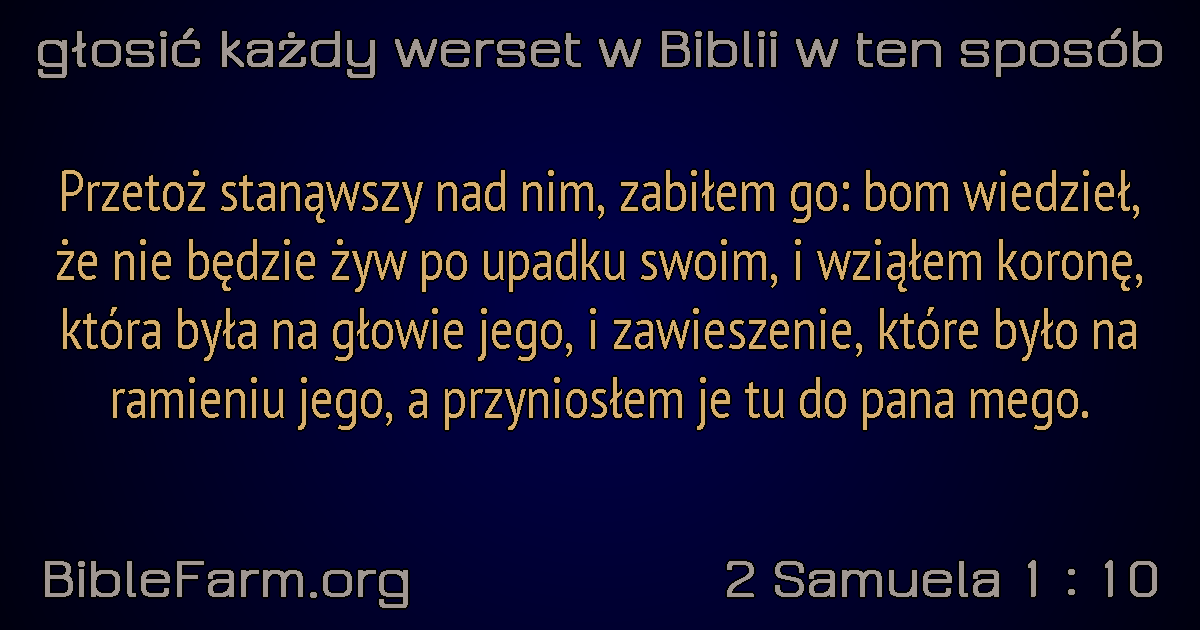 głosić każdy werset w Biblii w ten sposób
Przetoż stanąwszy nad nim, zabiłem go: bom wiedzieł,
że nie będzie żyw po upadku swoim, i wziąłem koronę,
która była na głowie jego, i zawieszenie, które było na
ramieniu jego, a przyniosłem je tu do pana mego.
BibleFarm.org
2 Samuela 1 : 10